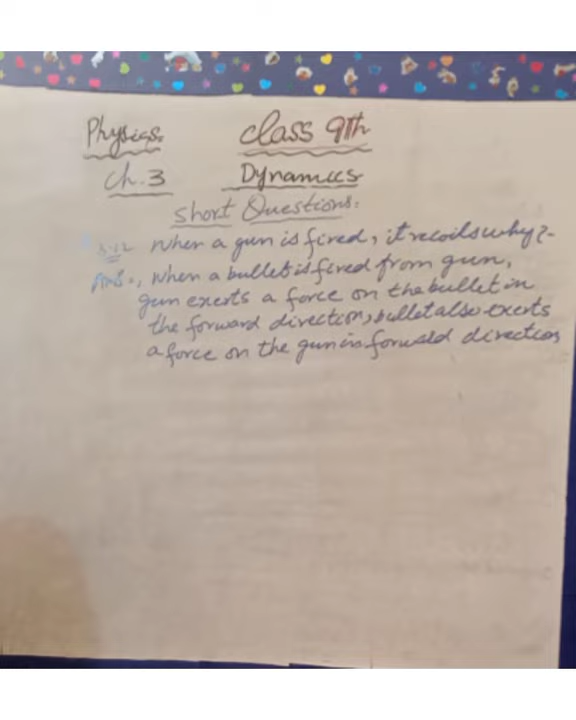 Physics. class 9th
Ch.3 Dynamics
Short Questions:
3.12 When a gun is fired, it recoils why?
Ans., When a bullet is fired from gun,
gun exerts a force on the bullet in
the forward direction, bullet also exerts
a force on the gun in direction